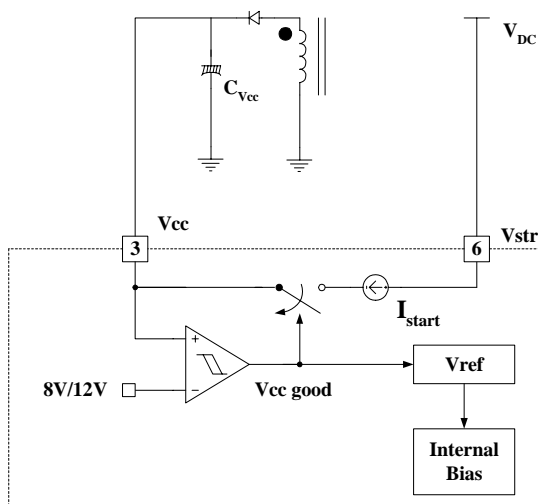 V_DC
C_Vcc
Vcc
3
6
Vstr
I_start
+
8V/12V
−
Vcc good
Vref
Internal
Bias